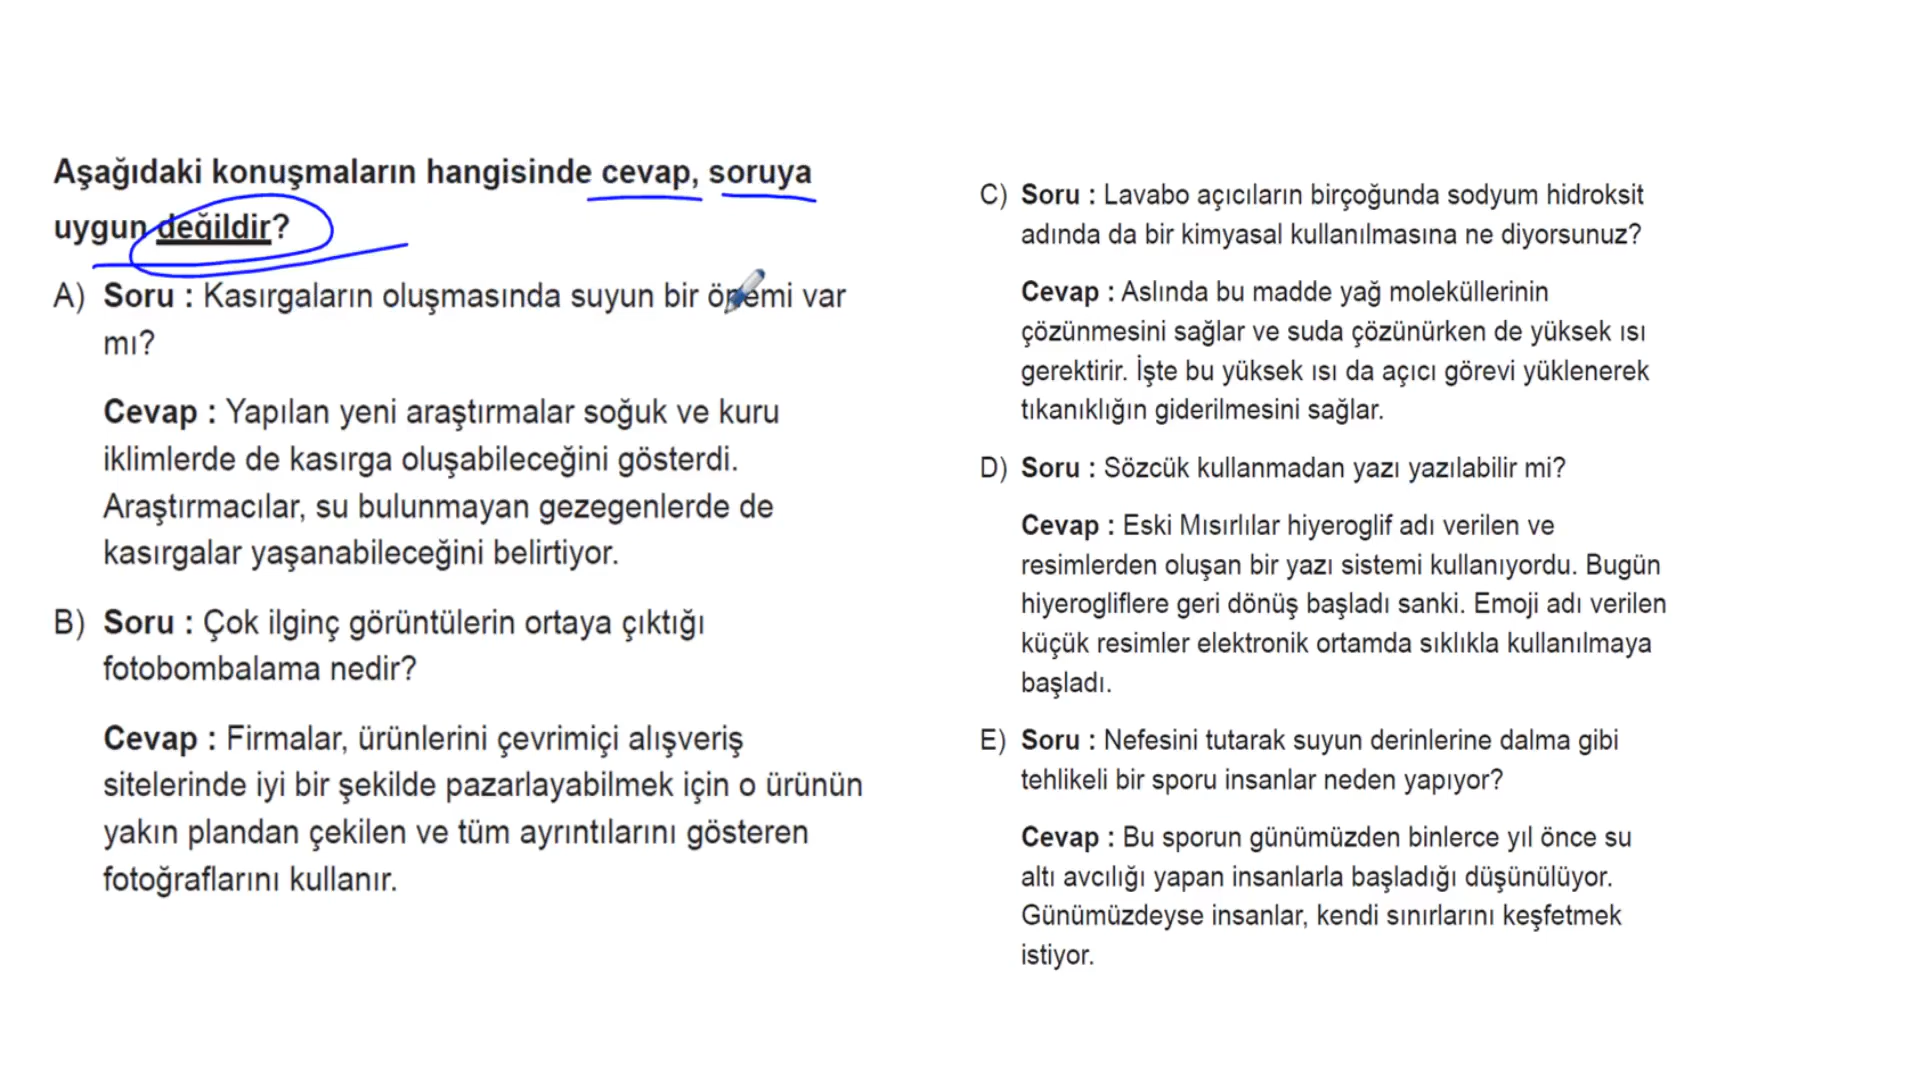 Aşağıdaki konuşmaların hangisinde cevap, soruya
uygun değildir?
A) Soru : Kasırgaların oluşmasında suyun bir önemi var
mı?
Cevap : Yapılan yeni araştırmalar soğuk ve kuru
iklimlerde de kasırga oluşabileceğini gösterdi.
Araştırmacılar, su bulunmayan gezegenlerde de
kasırgalar yaşanabileceğini belirtiyor.
B) Soru : Çok ilginç görüntülerin ortaya çıktığı
fotobombalama nedir?
Cevap : Firmalar, ürünlerini çevrimiçi alışveriş
sitelerinde iyi bir şekilde pazarlayabilmek için o ürünün
yakın plandan çekilen ve tüm ayrıntılarını gösteren
fotoğraflarını kullanır.
C) Soru : Lavabo açıcıların birçoğunda sodyum hidroksit
adında da bir kimyasal kullanılmasına ne diyorsunuz?
Cevap : Aslında bu madde yağ moleküllerinin
çözünmesini sağlar ve suda çözünürken de yüksek ısı
gerektirir. İşte bu yüksek ısı da açıcı görevi yüklenerek
tıkanıklığın giderilmesini sağlar.
D) Soru : Sözcük kullanmadan yazı yazılabilir mi?
Cevap : Eski Mısırlılar hiyeroglif adı verilen ve
resimlerden oluşan bir yazı sistemi kullanıyordu. Bugün
hiyerogliflere geri dönüş başladı sanki. Emoji adı verilen
küçük resimler elektronik ortamda sıklıkla kullanılmaya
başladı.
E) Soru : Nefesini tutarak suyun derinlerine dalma gibi
tehlikeli bir sporu insanlar neden yapıyor?
Cevap : Bu sporun günümüzden binlerce yıl önce su
altı avcılığı yapan insanlarla başladığı düşünülüyor.
Günümüzdeyse insanlar, kendi sınırlarını keşfetmek
istiyor.